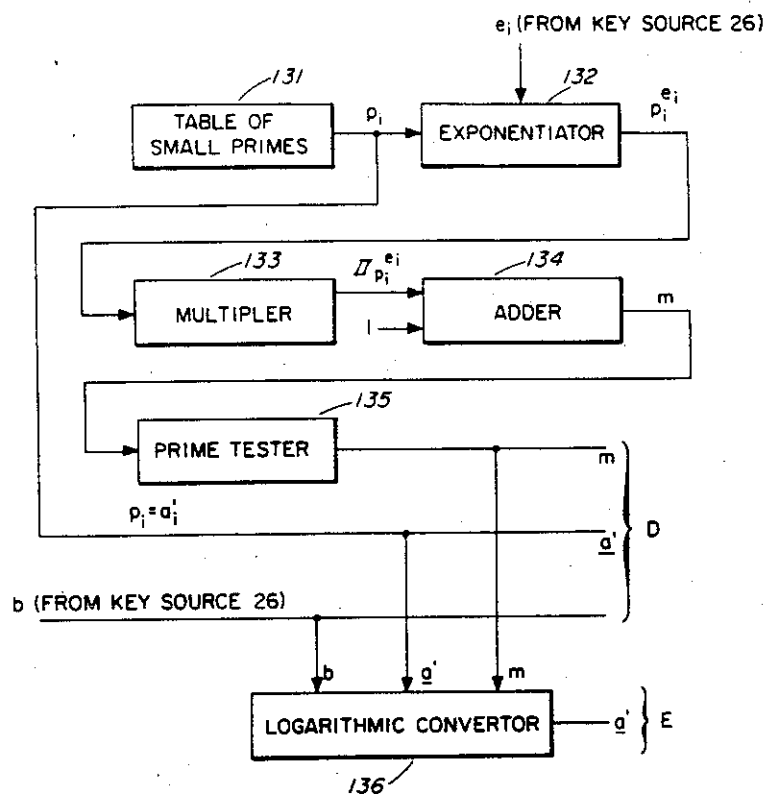 e_i (FROM KEY SOURCE 26)
131
132
TABLE OF
SMALL PRIMES
p_i
EXPONENTIATOR
p_i^{e_i}
133
Π p_i^{e_i}
134
MULTIPLER
1
ADDER
m
135
PRIME TESTER
m
p_i = a'_i
a'
D
b (FROM KEY SOURCE 26)
b
a'
m
LOGARITHMIC CONVERTOR
a'
E
136